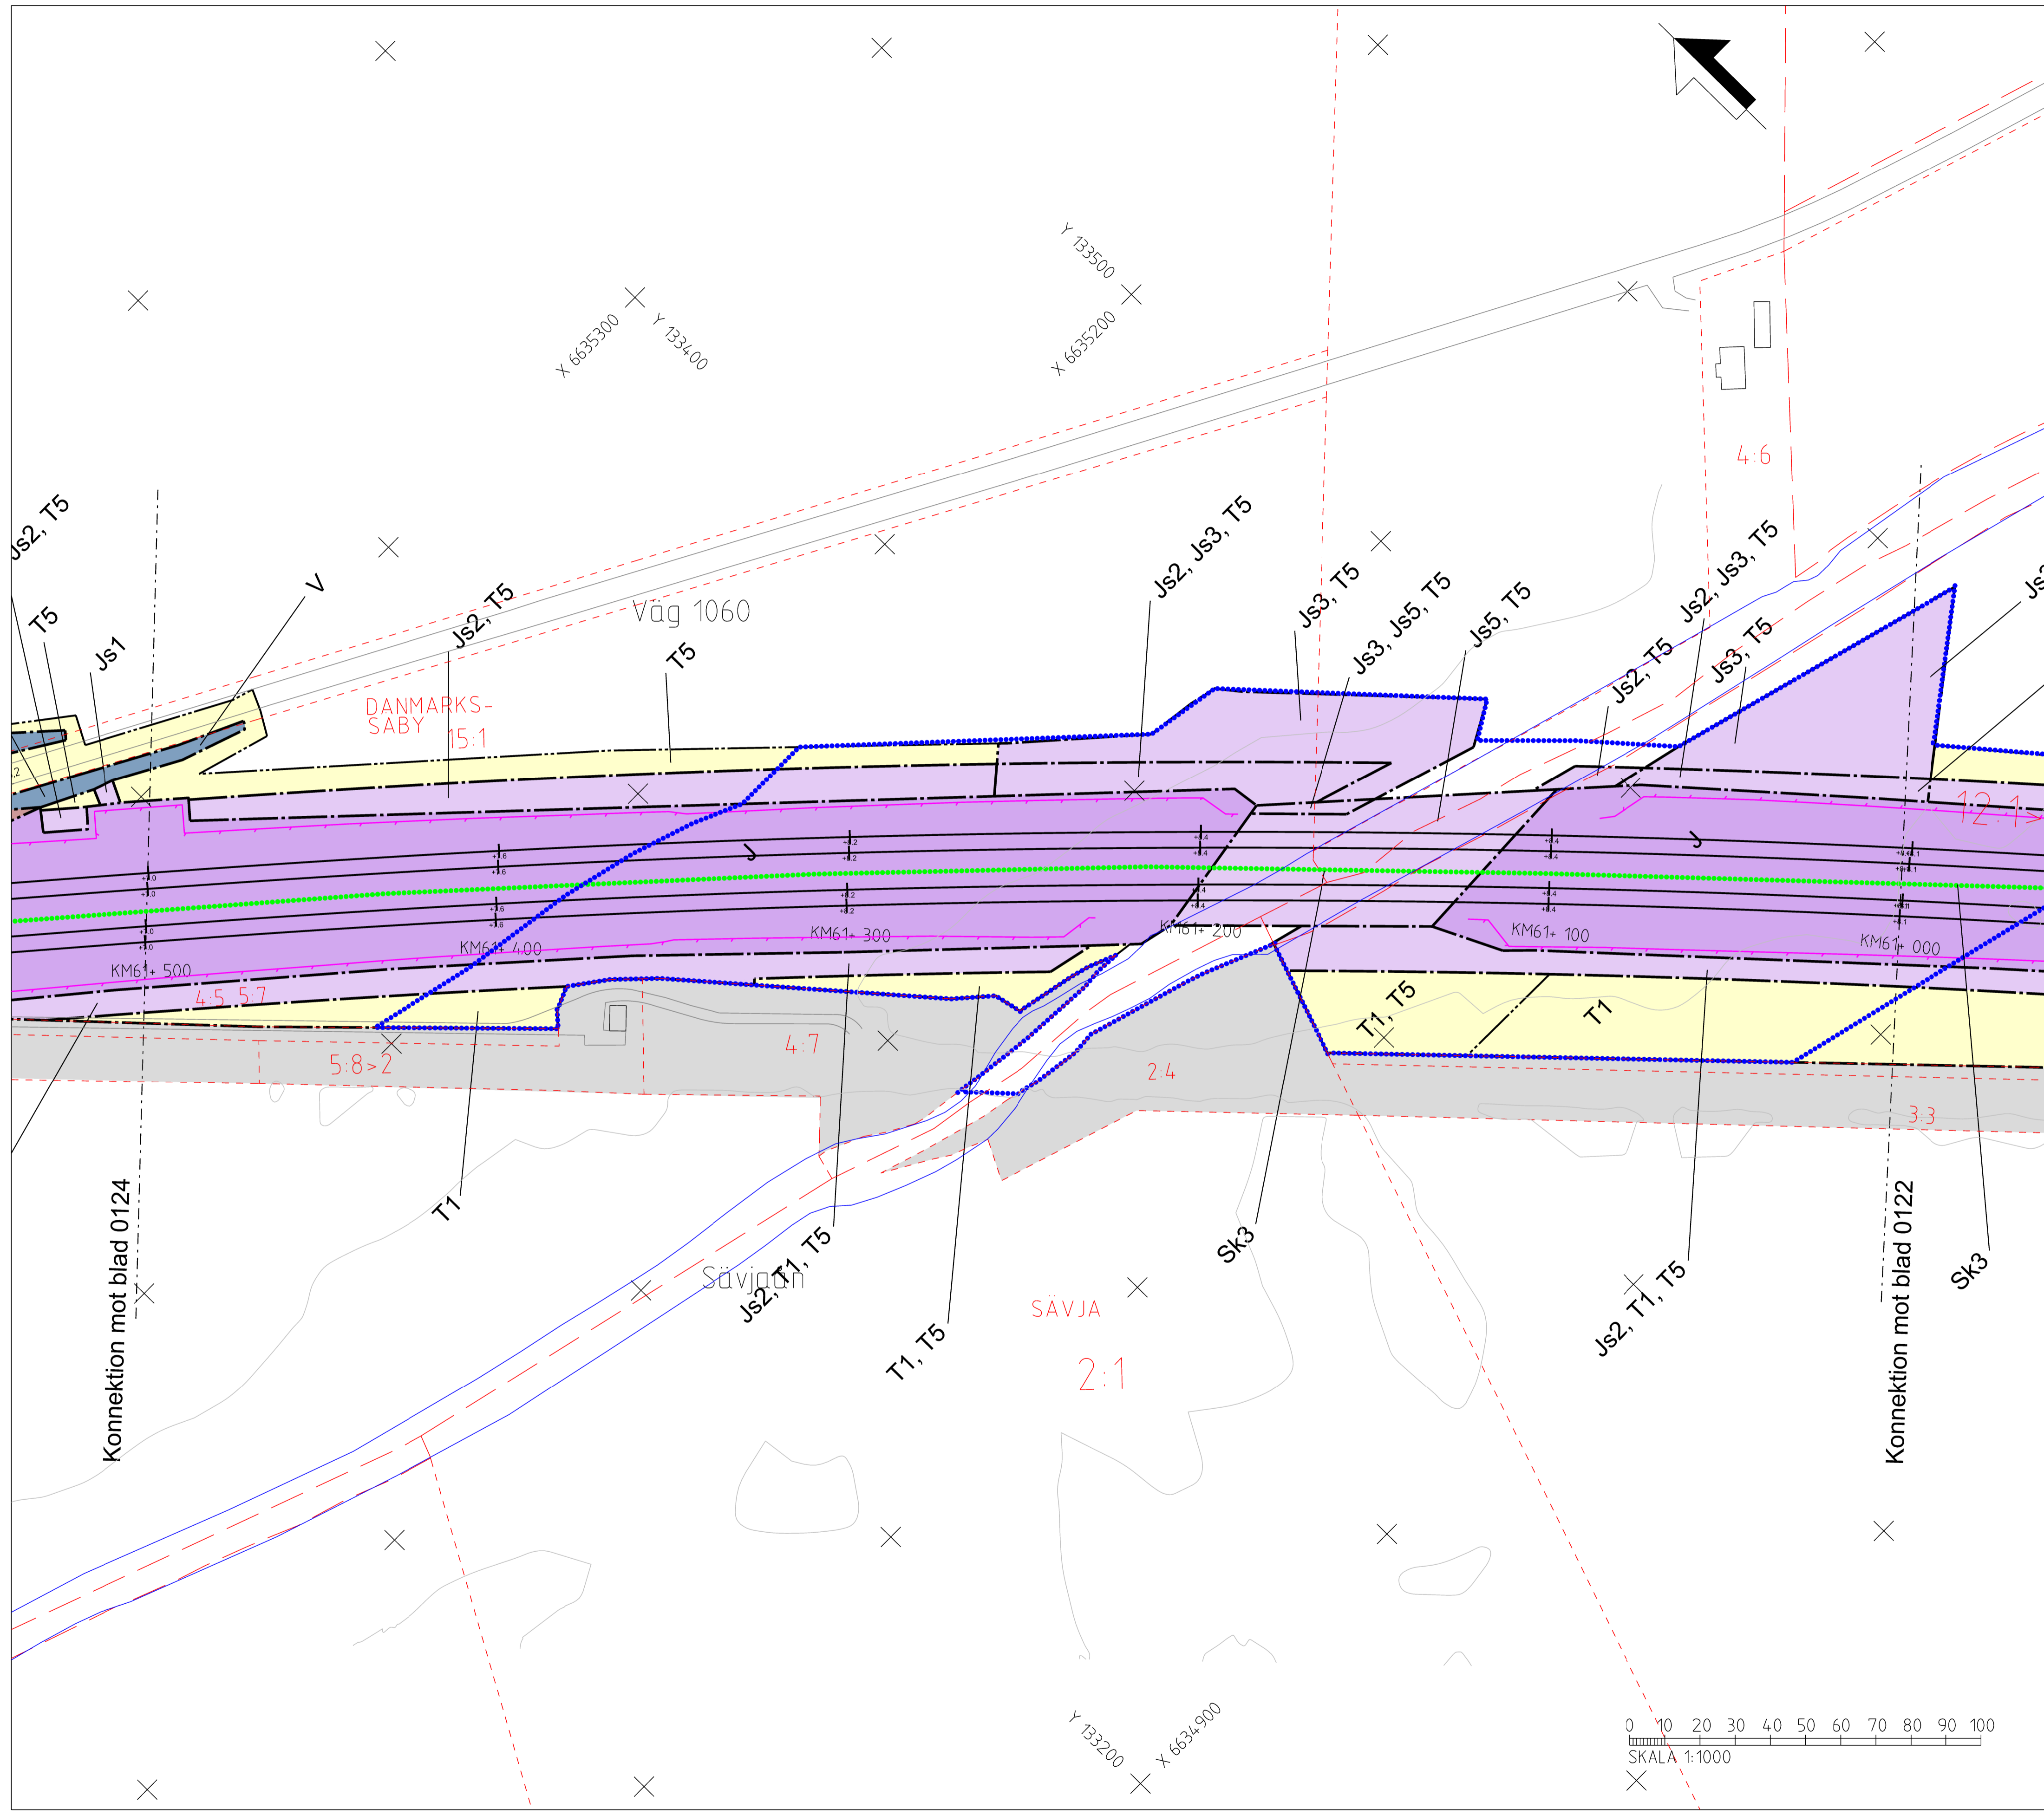 Y 133500
X 6635300
Y 133400
X 6635200
4:6
Js2, T5
T5
Js1
V
Js2, T5
Väg 1060
T5
Js2, Js3, T5
Js3, T5
Js3, Js5, T5
Js5, T5
Js2, T5
Js2, Js3, T5
Js3, T5
DANMARKS-
SÄBY
15:1
12:1>
J
J
KM61+ 500
KM61+ 400
KM61+ 300
KM61+ 200
KM61+ 100
KM61+ 000
4:5
5:7
5:8>2
4:7
2:4
3:3
T1, T5
T1
T1
Js2, T1, T5
T1, T5
Sk3
Js2, T1, T5
Sk3
Konnektion mot blad 0124
Konnektion mot blad 0122
Sävjaån
SÄVJA
2:1
Y 133200
X 6634900
0 10 20 30 40 50 60 70 80 90 100
SKALA 1:1000